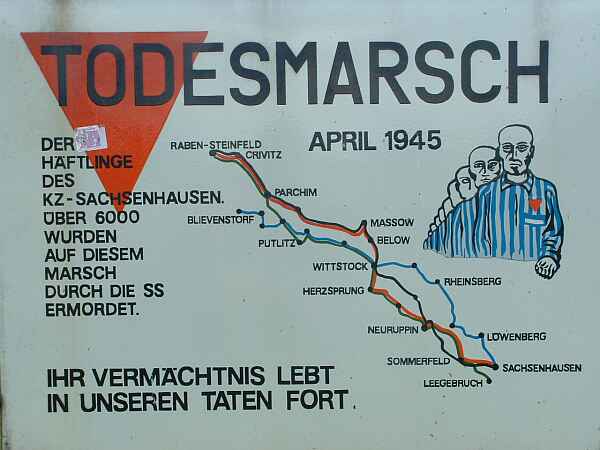 TODESMARSCH
APRIL 1945
DER
HÄFTLINGE
DES
KZ-SACHSENHAUSEN.
ÜBER 6000
WURDEN
AUF DIESEM
MARSCH
DURCH DIE SS
ERMORDET.
RABEN-STEINFELD
CRIVITZ
PARCHIM
BLIEVENSTORF
PUTLITZ
MASSOW
BELOW
WITTSTOCK
HERZSPRUNG
RHEINSBERG
NEURUPPIN
LÖWENBERG
SOMMERFELD
SACHSENHAUSEN
LEEGEBRUCH
IHR VERMÄCHTNIS LEBT
IN UNSEREN TATEN FORT.